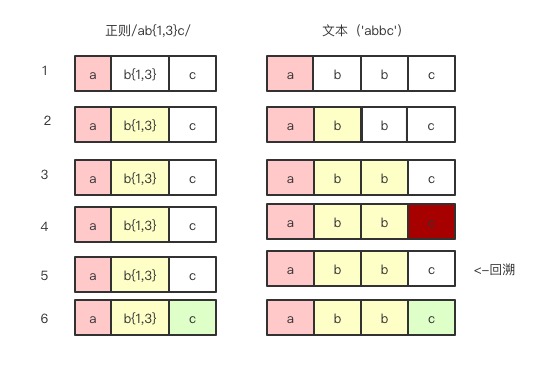 正则/ab{1,3}c/ 文本（'abbc'）
1 a b{1,3} c a b b c
2 a b{1,3} c a b b c
3 a b{1,3} c a b b c
4 a b{1,3} c a b b c
5 a b{1,3} c a b b c <-回溯
6 a b{1,3} c a b b c